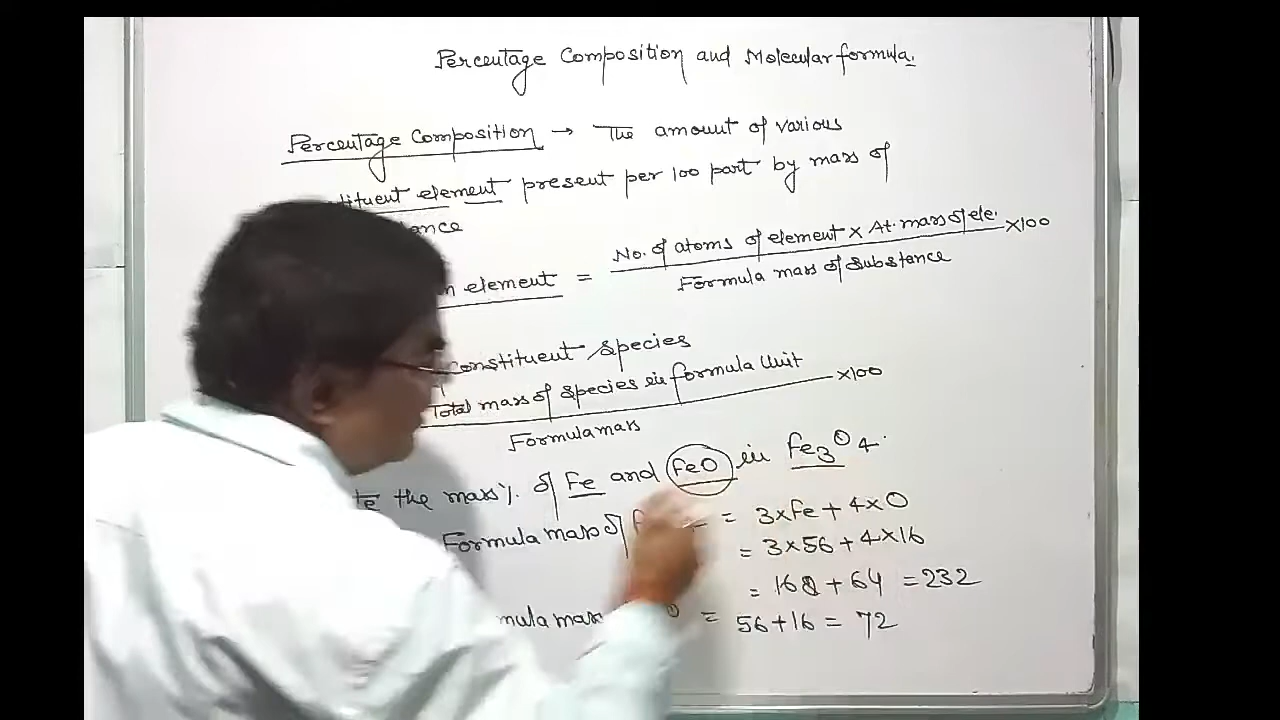 Percentage Composition and Molecular formula.
Percentage Composition → The amount of various
tituent element present per 100 part by mass of
ance
element = No. of atoms of element × At. mass of ele. ×100
Formula mass of Substance
Constituent Species
Total mass of Species in formula Unit ×100
Formula mass
te the mass % of Fe and FeO in Fe3O4.
Formula mass of = 3×Fe + 4×O
= 3×56 + 4×16
= 168 + 64 = 232
mula mass = 56+16 = 72